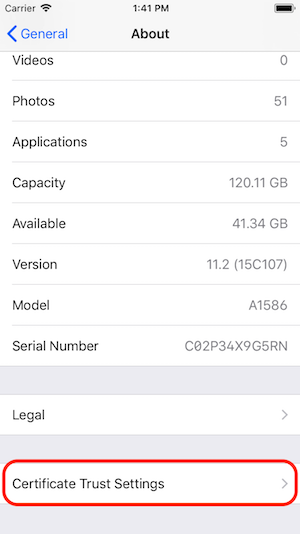 Carrier 1:41 PM
General About
Videos 0
Photos 51
Applications 5
Capacity 120.11 GB
Available 41.34 GB
Version 11.2 (15C107)
Model A1586
Serial Number C02P34X9G5RN
Legal
Certificate Trust Settings